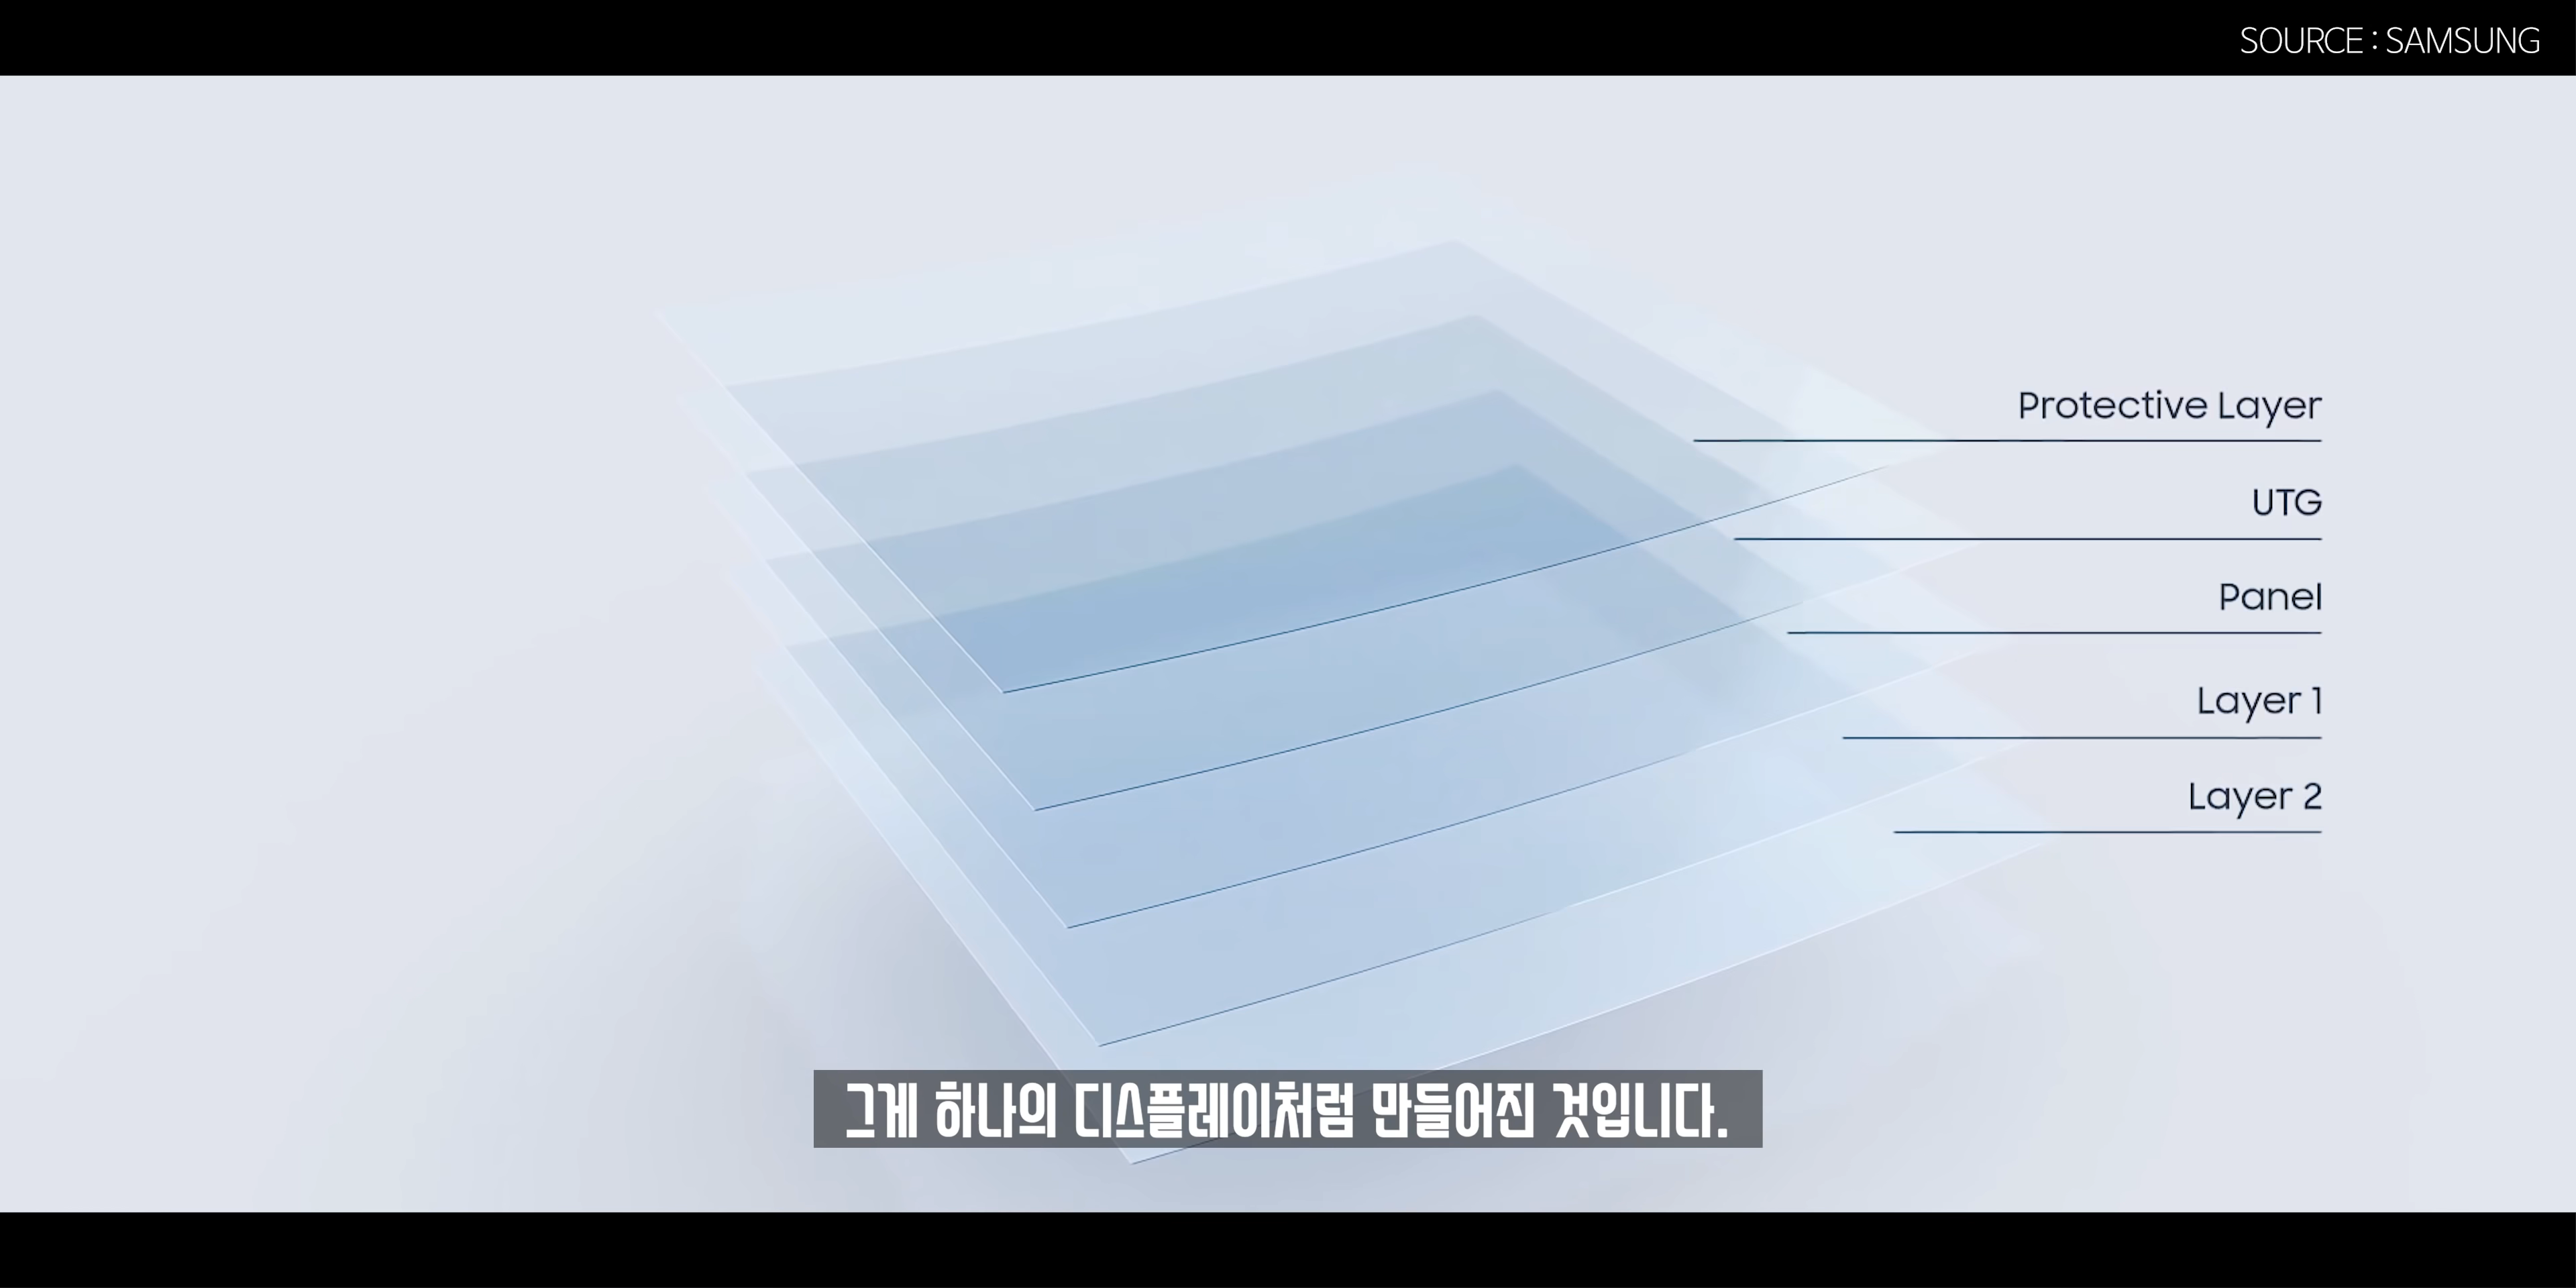 SOURCE : SAMSUNG
Protective Layer
UTG
Panel
Layer 1
Layer 2
그게 하나의 디스플레이처럼 만들어진 것입니다.